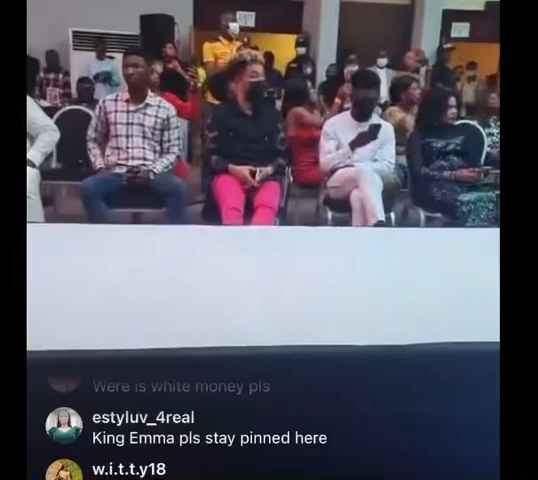 Were is white money pls
estyluv_4real
King Emma pls stay pinned here
w.i.t.t.y18